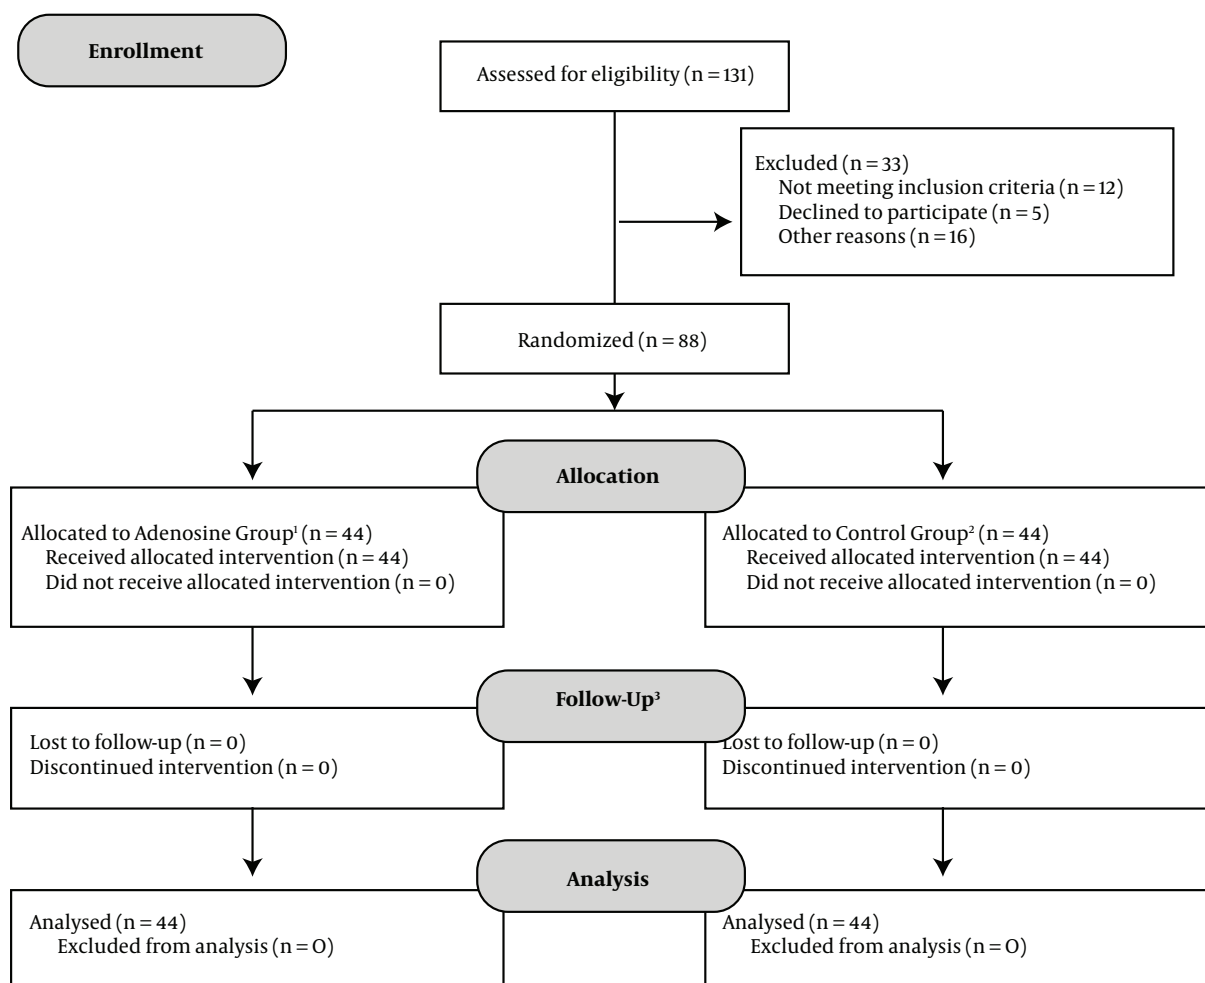 Enrollment
Assessed for eligibility (n = 131)
Excluded (n = 33)
Not meeting inclusion criteria (n = 12)
Declined to participate (n = 5)
Other reasons (n = 16)
Randomized (n = 88)
Allocation
Allocated to Adenosine Group¹ (n = 44)
Received allocated intervention (n = 44)
Did not receive allocated intervention (n = 0)
Allocated to Control Group² (n = 44)
Received allocated intervention (n = 44)
Did not receive allocated intervention (n = 0)
Follow-Up³
Lost to follow-up (n = 0)
Discontinued intervention (n = 0)
Lost to follow-up (n = 0)
Discontinued intervention (n = 0)
Analysis
Analysed (n = 44)
Excluded from analysis (n = O)
Analysed (n = 44)
Excluded from analysis (n = O)